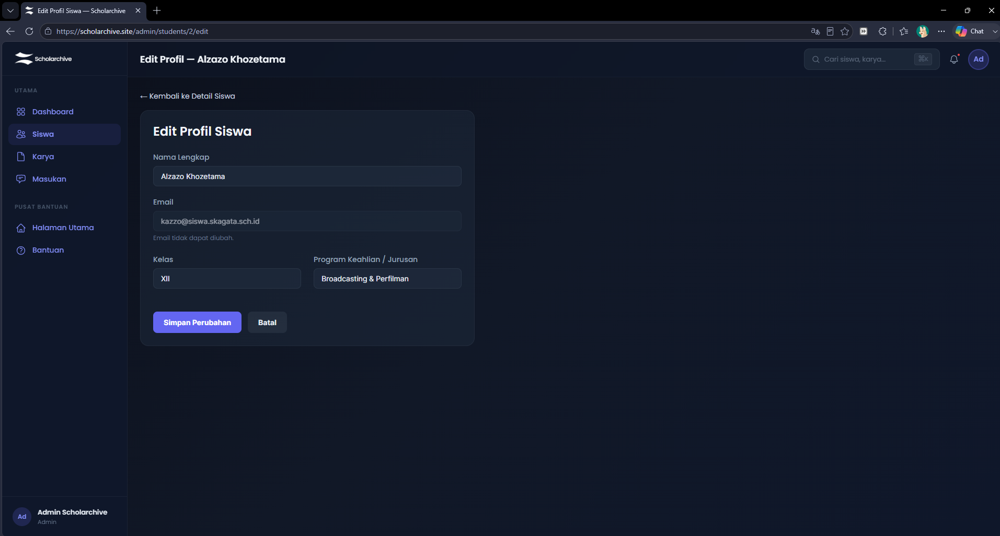 Edit Profil Siswa — Scholarchive
https://scholarchive.site/admin/students/2/edit
Chat
Scholarchive
Edit Profil — Alzazo Khozetama
Cari siswa, karya...
⌘K
Ad
UTAMA
Dashboard
Siswa
Karya
Masukan
PUSAT BANTUAN
Halaman Utama
Bantuan
← Kembali ke Detail Siswa
Edit Profil Siswa
Nama Lengkap
Alzazo Khozetama
Email
kazzo@siswa.skagata.sch.id
Email tidak dapat diubah.
Kelas
Program Keahlian / Jurusan
XII
Broadcasting & Perfilman
Simpan Perubahan
Batal
Ad
Admin Scholarchive
Admin